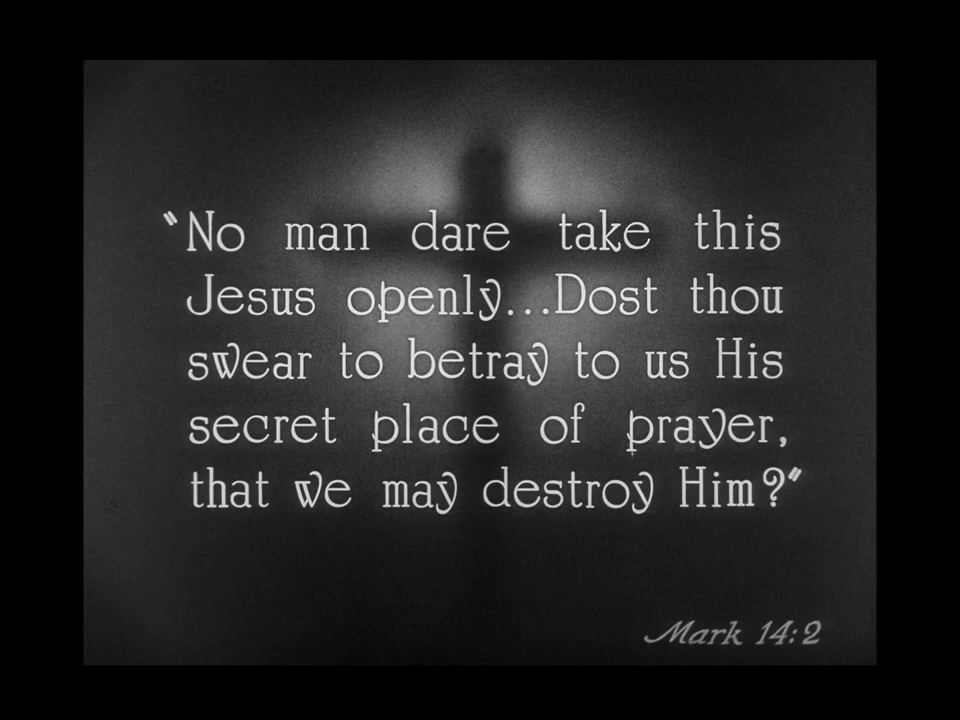 “No man dare take this
Jesus openly...Dost thou
swear to betray to us His
secret place of prayer,
that we may destroy Him?”
Mark 14:2